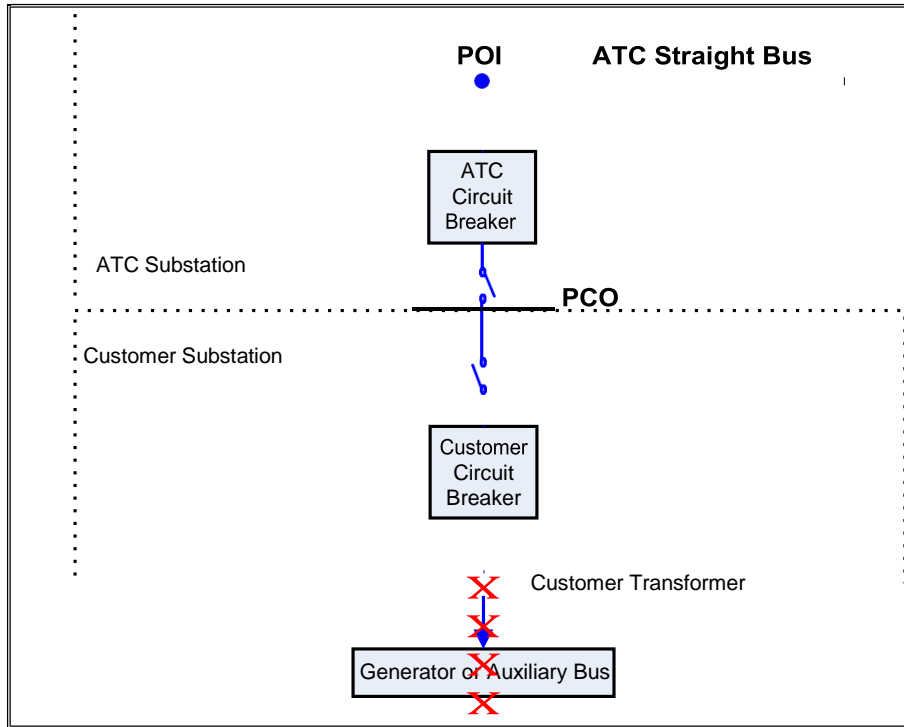 POI
ATC Straight Bus
ATC
Circuit
Breaker
ATC Substation
PCO
Customer Substation
Customer
Circuit
Breaker
Customer Transformer
Generator or Auxiliary Bus